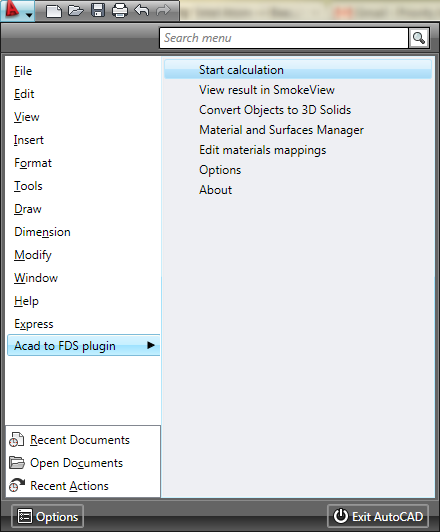 Search menu
File
Edit
View
Insert
Format
Tools
Draw
Dimension
Modify
Window
Help
Express
Acad to FDS plugin
Start calculation
View result in SmokeView
Convert Objects to 3D Solids
Material and Surfaces Manager
Edit materials mappings
Options
About
Recent Documents
Open Documents
Recent Actions
Options
Exit AutoCAD